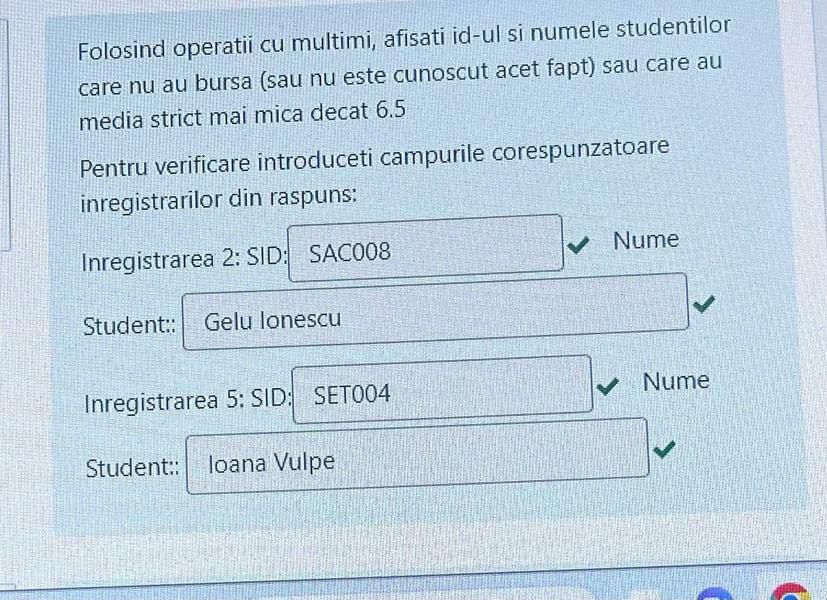 Folosind operatii cu multimi, afisati id-ul si numele studentilor
care nu au bursa (sau nu este cunoscut acet fapt) sau care au
media strict mai mica decat 6.5
Pentru verificare introduceti campurile corespunzatoare
inregistrarilor din raspuns:
Inregistrarea 2: SID: SAC008 Nume
Student:: Gelu Ionescu
Inregistrarea 5: SID: SET004 Nume
Student:: Ioana Vulpe